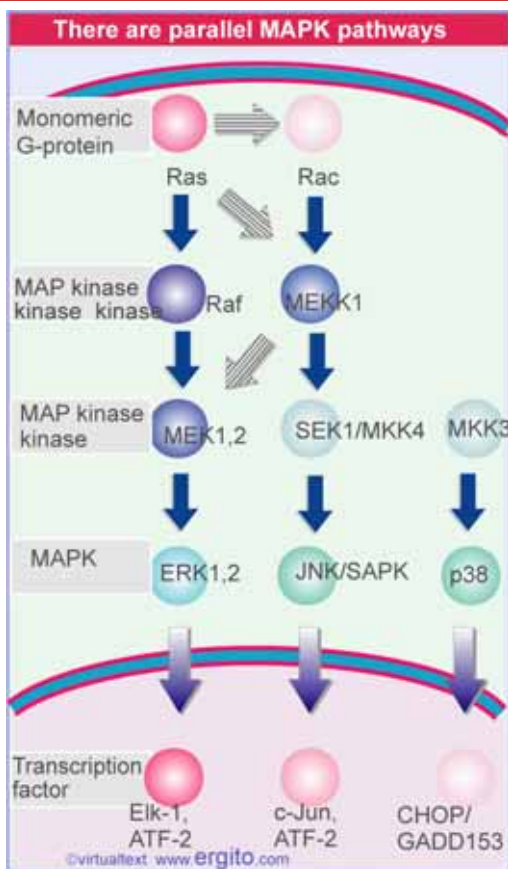 There are parallel MAPK pathways
Monomeric
G-protein
Ras
Rac
MAP kinase
kinase kinase
Raf
MEKK1
MAP kinase
kinase
MEK1,2
SEK1/MKK4
MKK3
MAPK
ERK1,2
JNK/SAPK
p38
Transcription
factor
Elk-1,
ATF-2
c-Jun,
ATF-2
CHOP/
GADD153
©virtualtext www.ergito.com